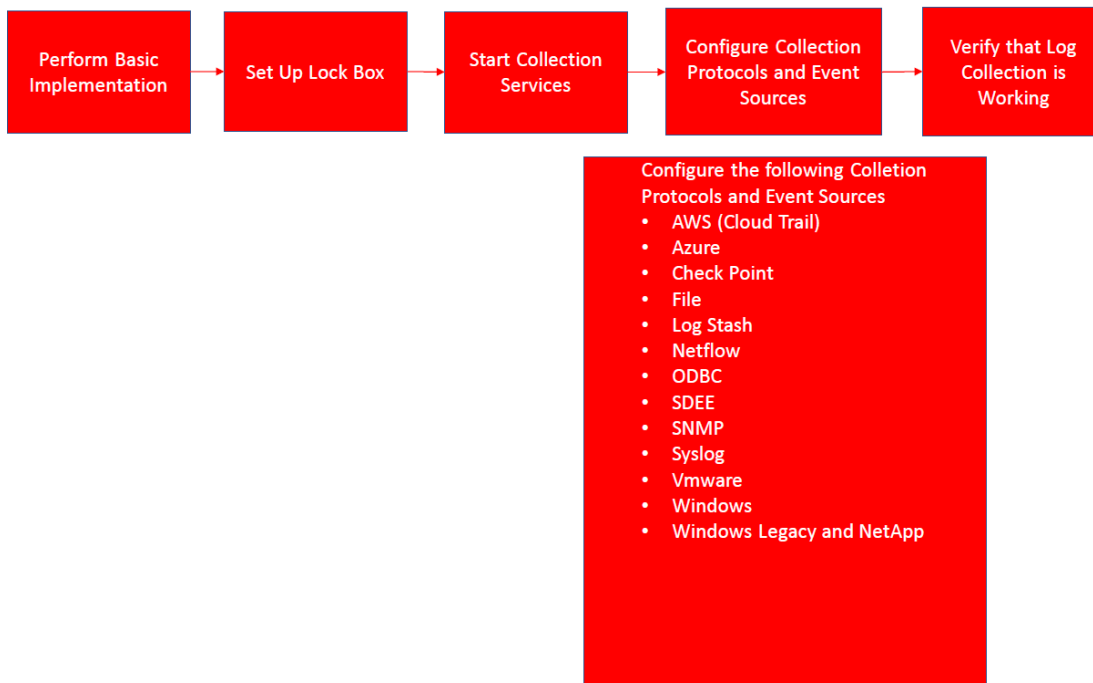 Perform Basic
Implementation
Set Up Lock Box
Start Collection
Services
Configure Collection
Protocols and Event
Sources
Verify that Log
Collection is
Working
Configure the following Colletion
Protocols and Event Sources
• AWS (Cloud Trail)
• Azure
• Check Point
• File
• Log Stash
• Netflow
• ODBC
• SDEE
• SNMP
• Syslog
• Vmware
• Windows
• Windows Legacy and NetApp